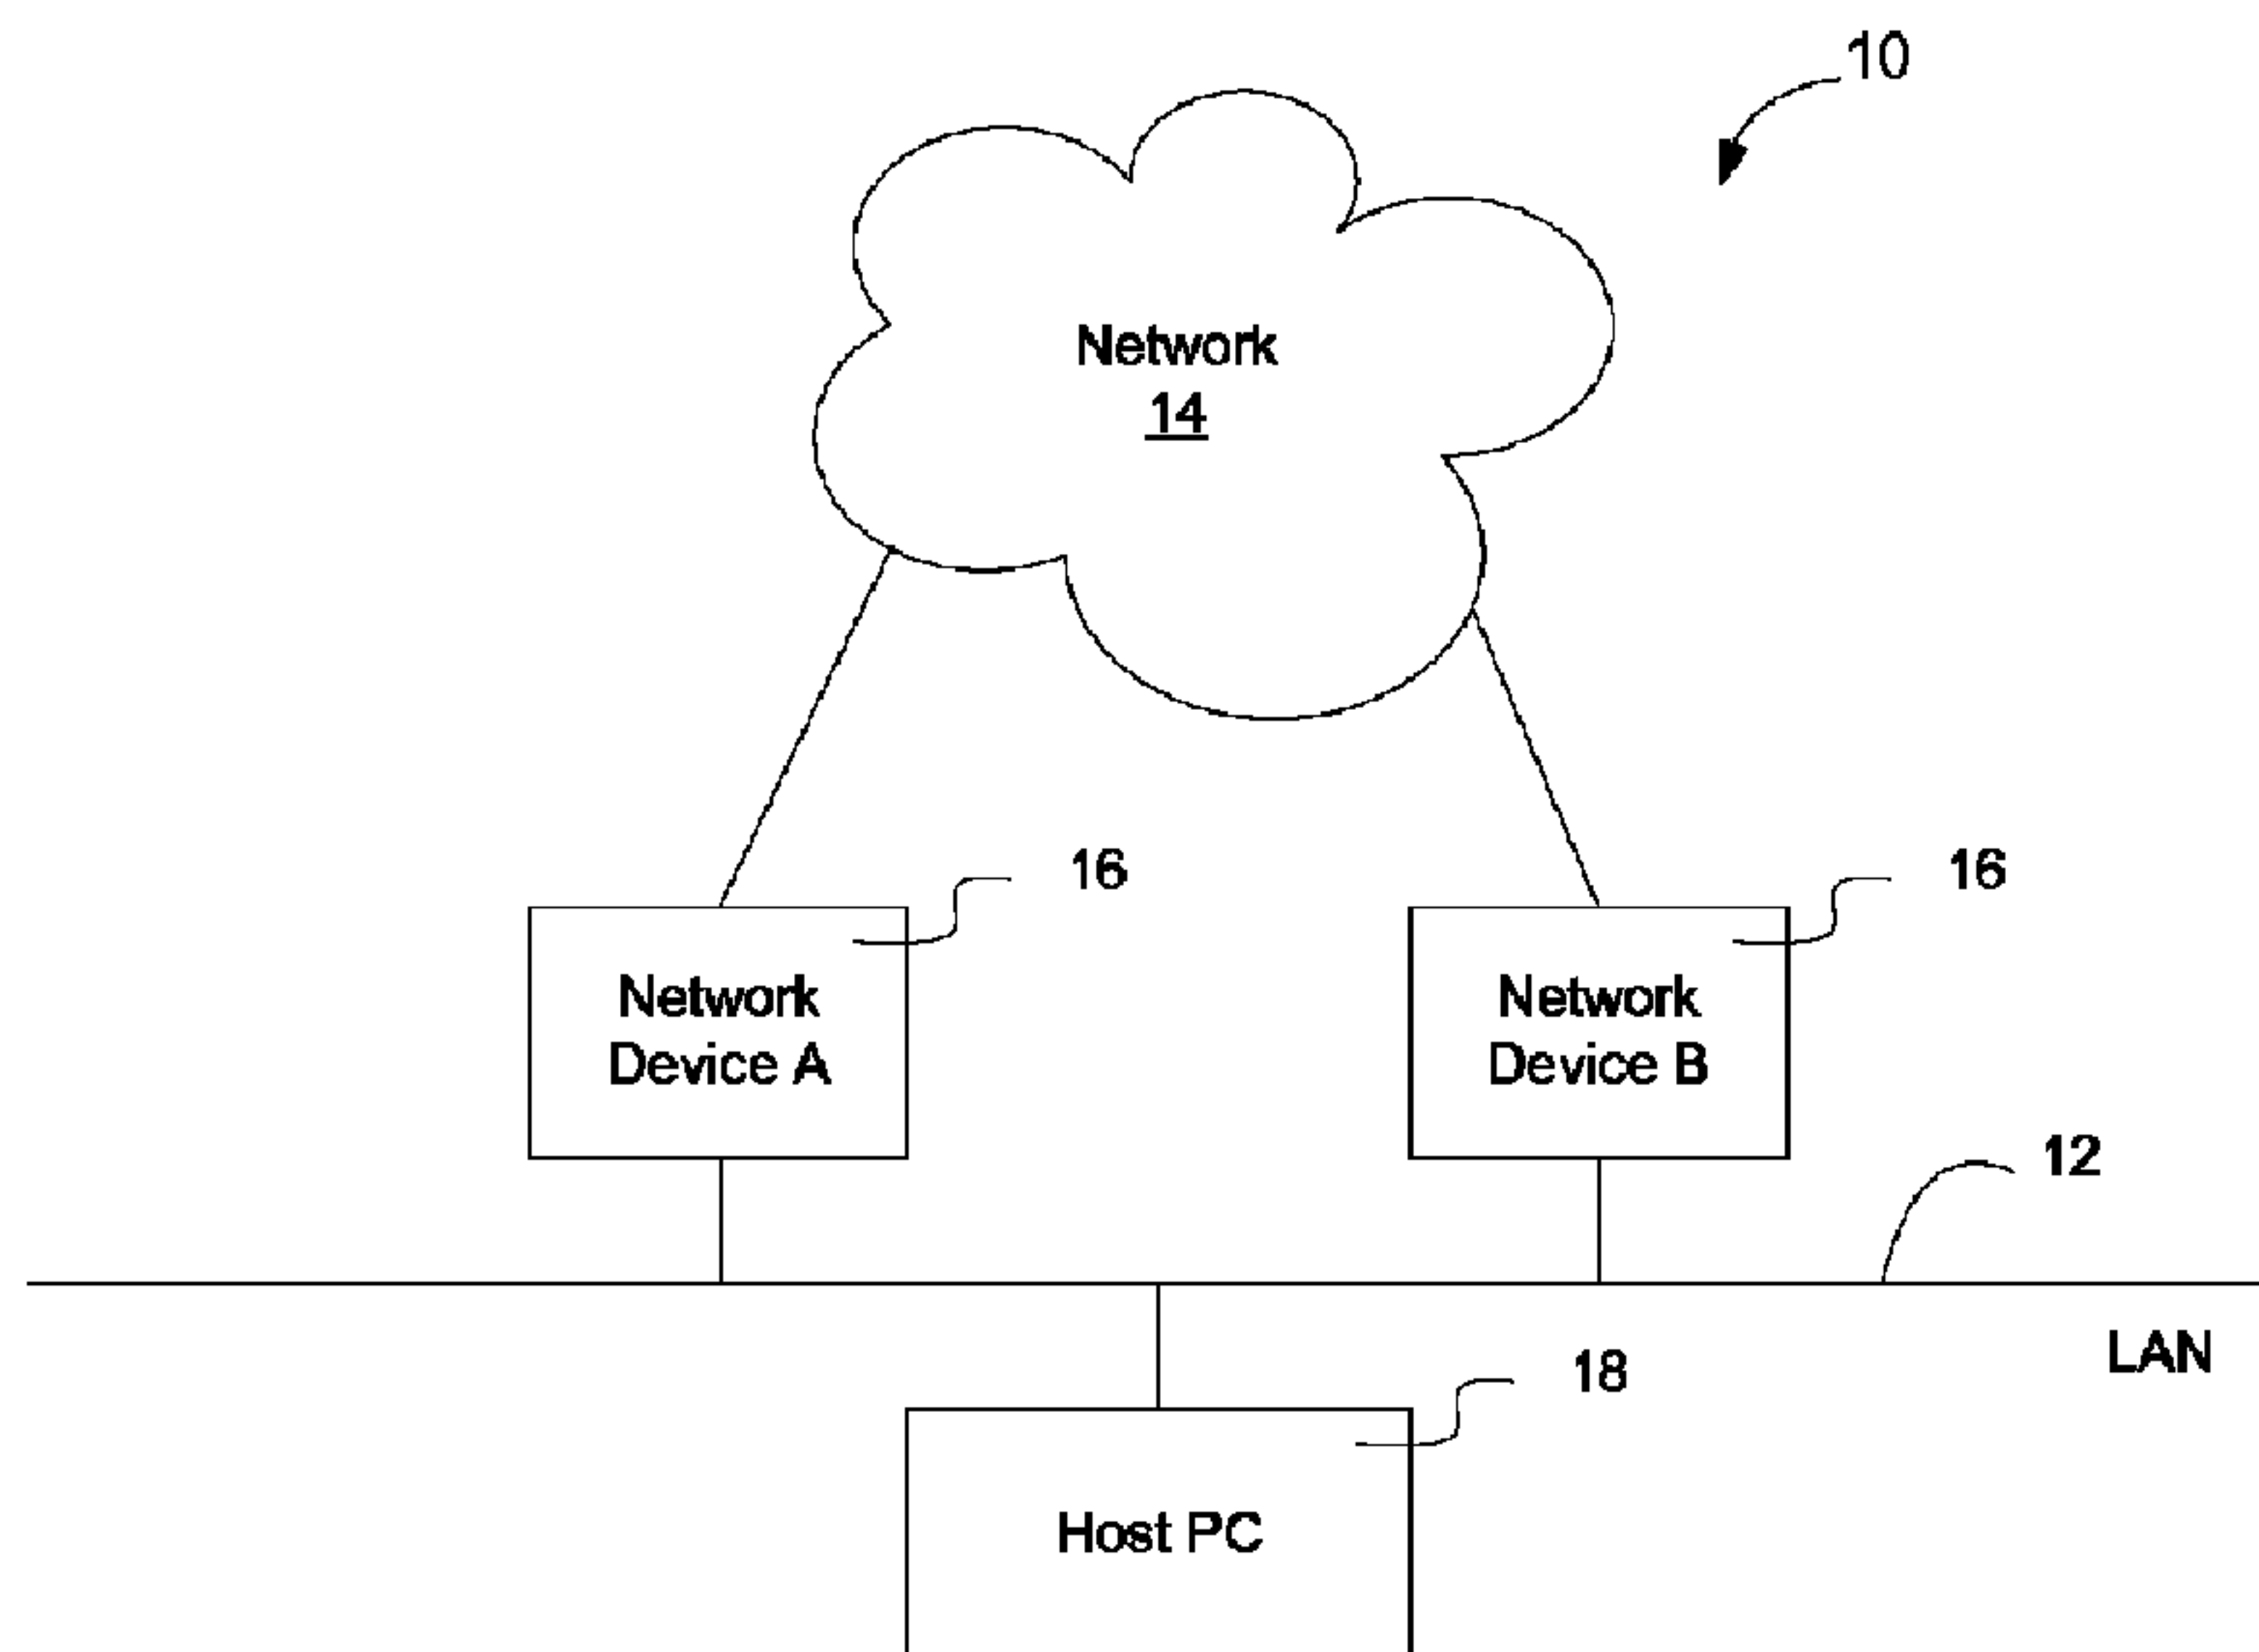 10
Network
14
16
16
Network
Device A
Network
Device B
12
LAN
18
Host PC